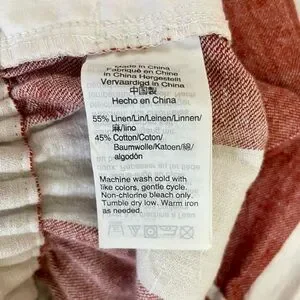 Made in China
Fabriqué en Chine
in China Hergestellt
Vervaardigd in China
中国製
Hecho en China
55% Linen/Lin/Leinen/Linnen/
麻/lino
45% Cotton/Coton/
Baumwolle/Katoen/綿/
algodón
Machine wash cold with
like colors, gentle cycle.
Non-chlorine bleach only.
Tumble dry low. Warm iron
as needed.